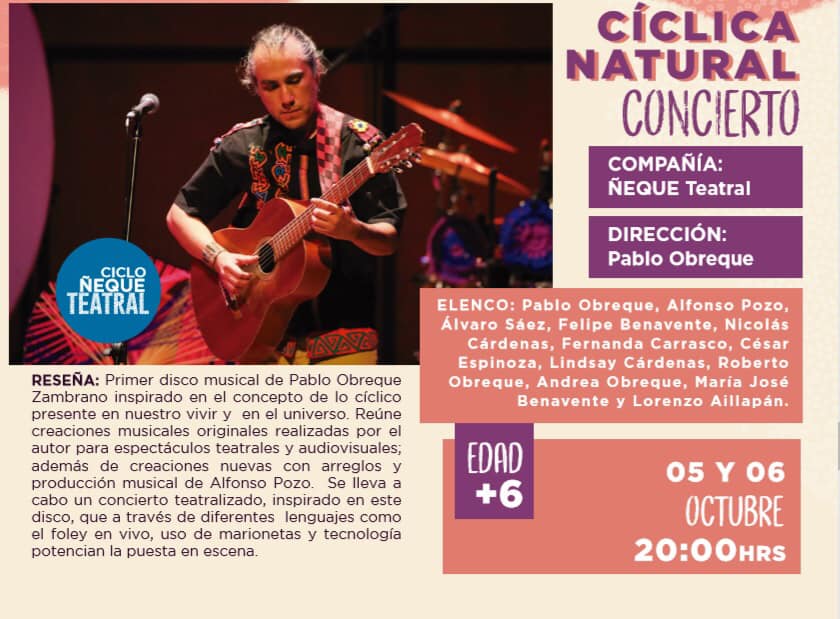 CÍCLICA
NATURAL
CONCIERTO
COMPAÑÍA:
ÑEQUE Teatral
DIRECCIÓN:
Pablo Obreque
CICLO
ÑEQUE
TEATRAL
ELENCO: Pablo Obreque, Alfonso Pozo,
Álvaro Sáez, Felipe Benavente, Nicolás
Cárdenas, Fernanda Carrasco, César
Espinoza, Lindsay Cárdenas, Roberto
Obreque, Andrea Obreque, María José
Benavente y Lorenzo Aillapán.
RESEÑA: Primer disco musical de Pablo Obreque
Zambrano inspirado en el concepto de lo cíclico
presente en nuestro vivir y en el universo. Reúne
creaciones musicales originales realizadas por el
autor para espectáculos teatrales y audiovisuales;
además de creaciones nuevas con arreglos y
producción musical de Alfonso Pozo. Se lleva a
cabo un concierto teatralizado, inspirado en este
disco, que a través de diferentes lenguajes como
el foley en vivo, uso de marionetas y tecnología
potencian la puesta en escena.
EDAD
+6
05 Y 06
OCTUBRE
20:00HRS